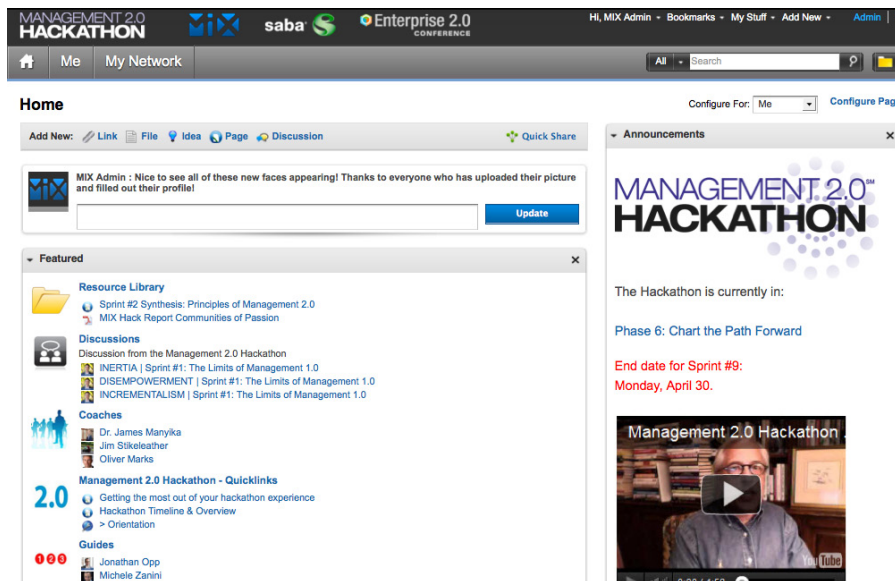 MANAGEMENT 2.0
HACKATHON
MiX
saba S
Enterprise 2.0
CONFERENCE
Hi, MIX Admin
Bookmarks
My Stuff
Add New
Admin
Me
My Network
All
Search
Home
Configure For: Me
Configure Pag
Add New:
Link
File
Idea
Page
Discussion
Quick Share
MiX
MIX Admin : Nice to see all of these new faces appearing! Thanks to everyone who has uploaded their picture
and filled out their profile!
Update
Featured
Resource Library
Sprint #2 Synthesis: Principles of Management 2.0
MIX Hack Report Communities of Passion
Discussions
Discussion from the Management 2.0 Hackathon
INERTIA | Sprint #1: The Limits of Management 1.0
DISEMPOWERMENT | Sprint #1: The Limits of Management 1.0
INCREMENTALISM | Sprint #1: The Limits of Management 1.0
Coaches
Dr. James Manyika
Jim Stikeleather
Oliver Marks
2.0
Management 2.0 Hackathon - Quicklinks
Getting the most out of your hackathon experience
Hackathon Timeline & Overview
> Orientation
1 2 3
Guides
Jonathan Opp
Michele Zanini
Announcements
MANAGEMENT 2.0℠
HACKATHON
The Hackathon is currently in:
Phase 6: Chart the Path Forward
End date for Sprint #9:
Monday, April 30.
Management 2.0 Hackathon
YouTube